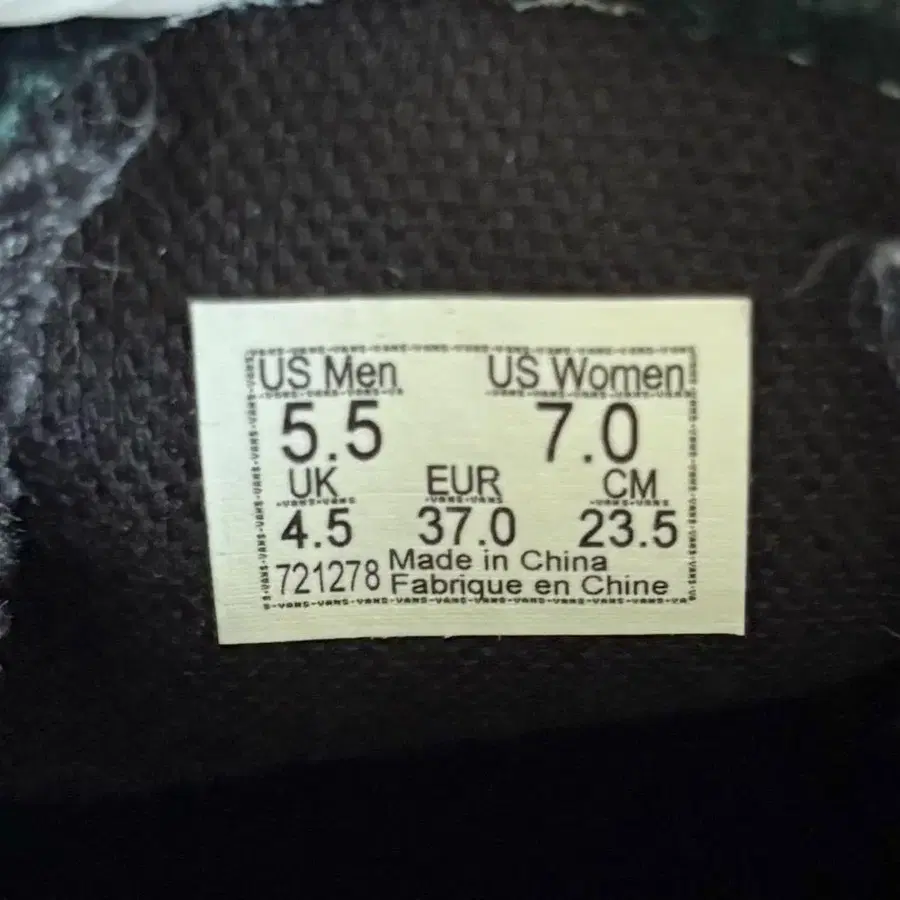 US Men US Women
5.5 7.0
UK EUR CM
4.5 37.0 23.5
721278 Made in China
Fabrique en Chine